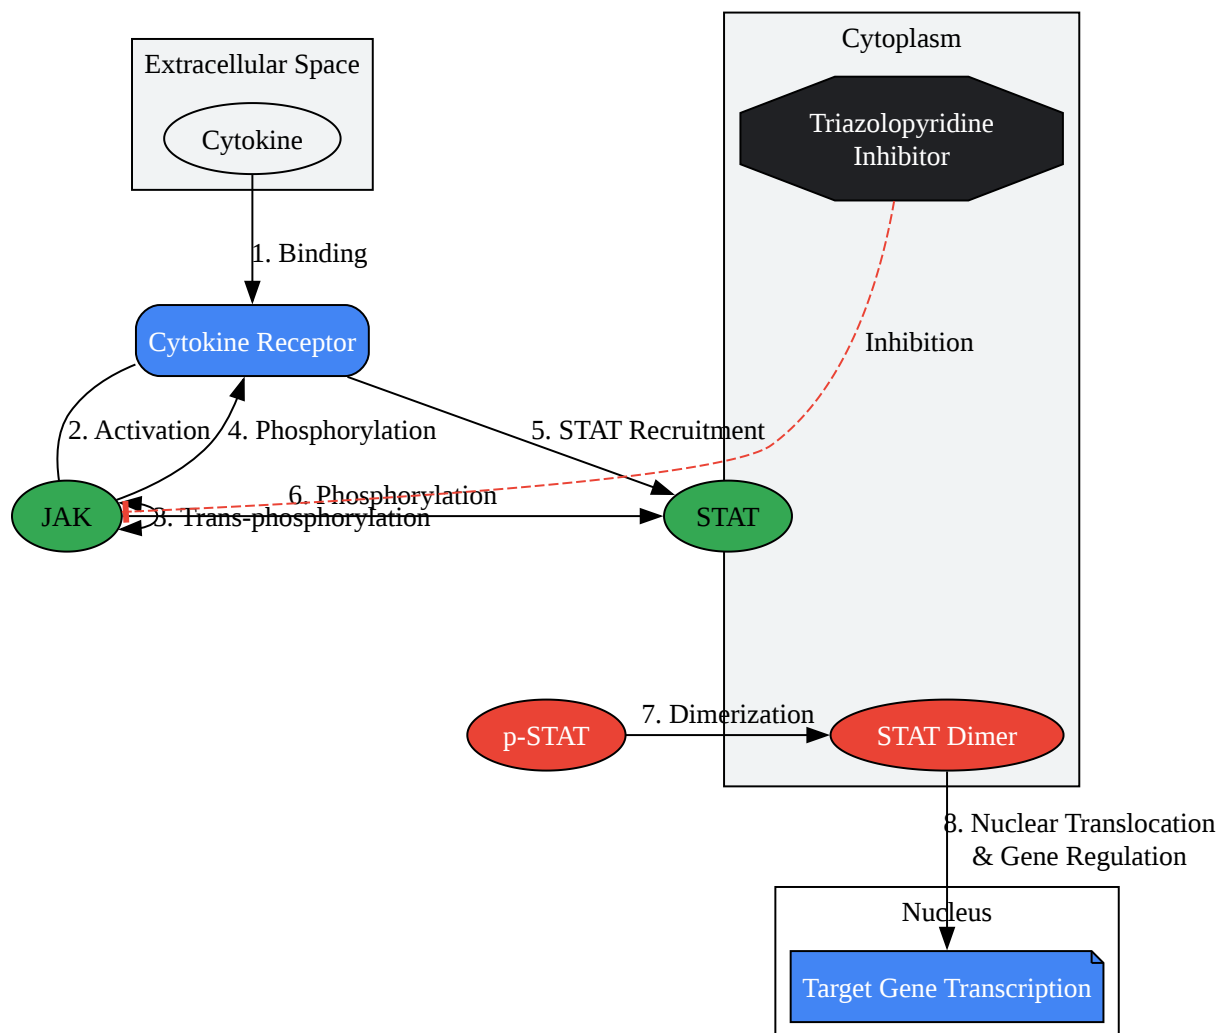 Cytoplasm
Extracellular Space
Triazolopyridine
Inhibitor
Cytokine
1. Binding
Cytokine Receptor
Inhibition
2. Activation
4. Phosphorylation
5. STAT Recruitment
6. Phosphorylation
JAK
3. Trans-phosphorylation
STAT
7. Dimerization
p-STAT
STAT Dimer
8. Nuclear Translocation
& Gene Regulation
Nucleus
Target Gene Transcription